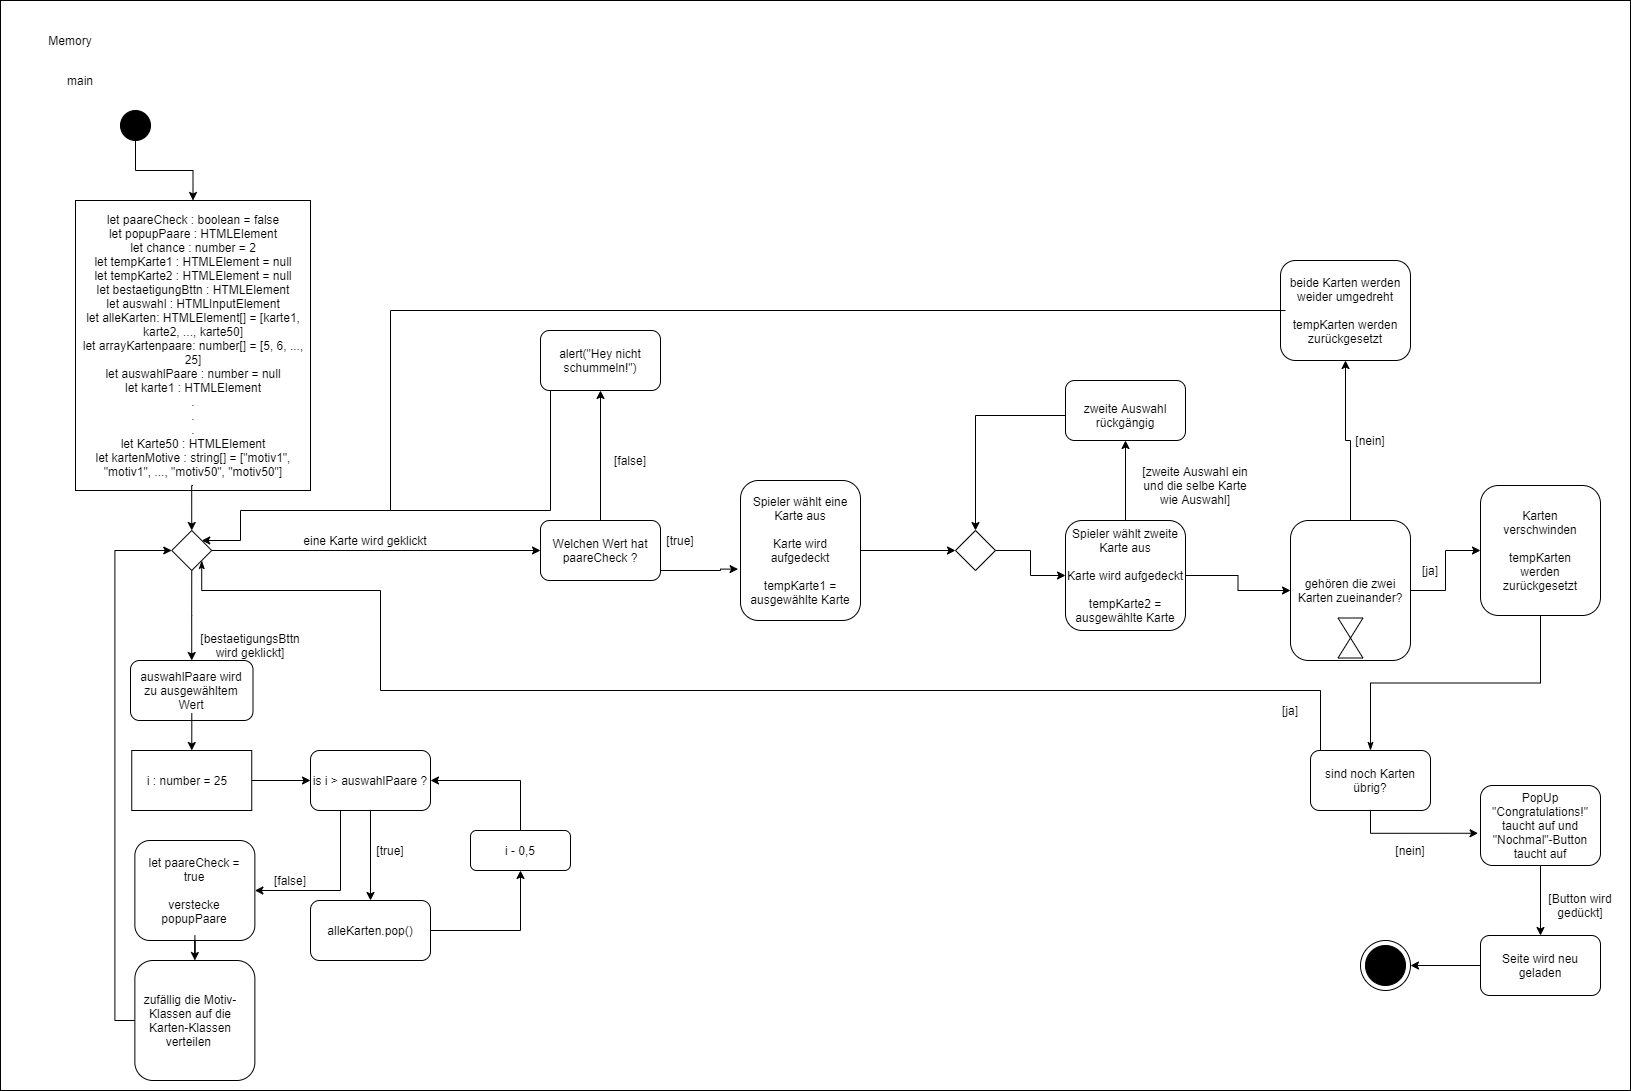 Memory
main
let paareCheck : boolean = false
let popupPaare : HTMLElement
let chance : number = 2
let tempKarte1 : HTMLElement = null
let tempKarte2 : HTMLElement = null
let bestaetigungBttn : HTMLElement
let auswahl : HTMLInputElement
let alleKarten: HTMLElement[] = [karte1,
karte2, ..., karte50]
let arrayKartenpaare: number[] = [5, 6, ...,
25]
let auswahlPaare : number = null
let karte1 : HTMLElement
.
.
.
let Karte50 : HTMLElement
let kartenMotive : string[] = ["motiv1",
"motiv1", ..., "motiv50", "motiv50"]
eine Karte wird geklickt
[bestaetigungsBttn
wird geklickt]
auswahlPaare wird
zu ausgewähltem
Wert
i : number = 25
is i > auswahlPaare ?
[true]
[false]
i - 0,5
alleKarten.pop()
let paareCheck =
true
verstecke
popupPaare
zufällig die Motiv-
Klassen auf die
Karten-Klassen
verteilen
alert("Hey nicht
schummeln!")
[false]
Welchen Wert hat
paareCheck ?
[true]
Spieler wählt eine
Karte aus
Karte wird
aufgedeckt
tempKarte1 =
ausgewählte Karte
zweite Auswahl
rückgängig
[zweite Auswahl ein
und die selbe Karte
wie Auswahl]
Spieler wählt zweite
Karte aus
Karte wird aufgedeckt
tempKarte2 =
ausgewählte Karte
beide Karten werden
weider umgedreht
tempKarten werden
zurückgesetzt
[nein]
gehören die zwei
Karten zueinander?
[ja]
Karten
verschwinden
tempKarten
werden
zurückgesetzt
[ja]
sind noch Karten
übrig?
[nein]
PopUp
"Congratulations!"
taucht auf und
"Nochmal"-Button
taucht auf
[Button wird
gedückt]
Seite wird neu
geladen